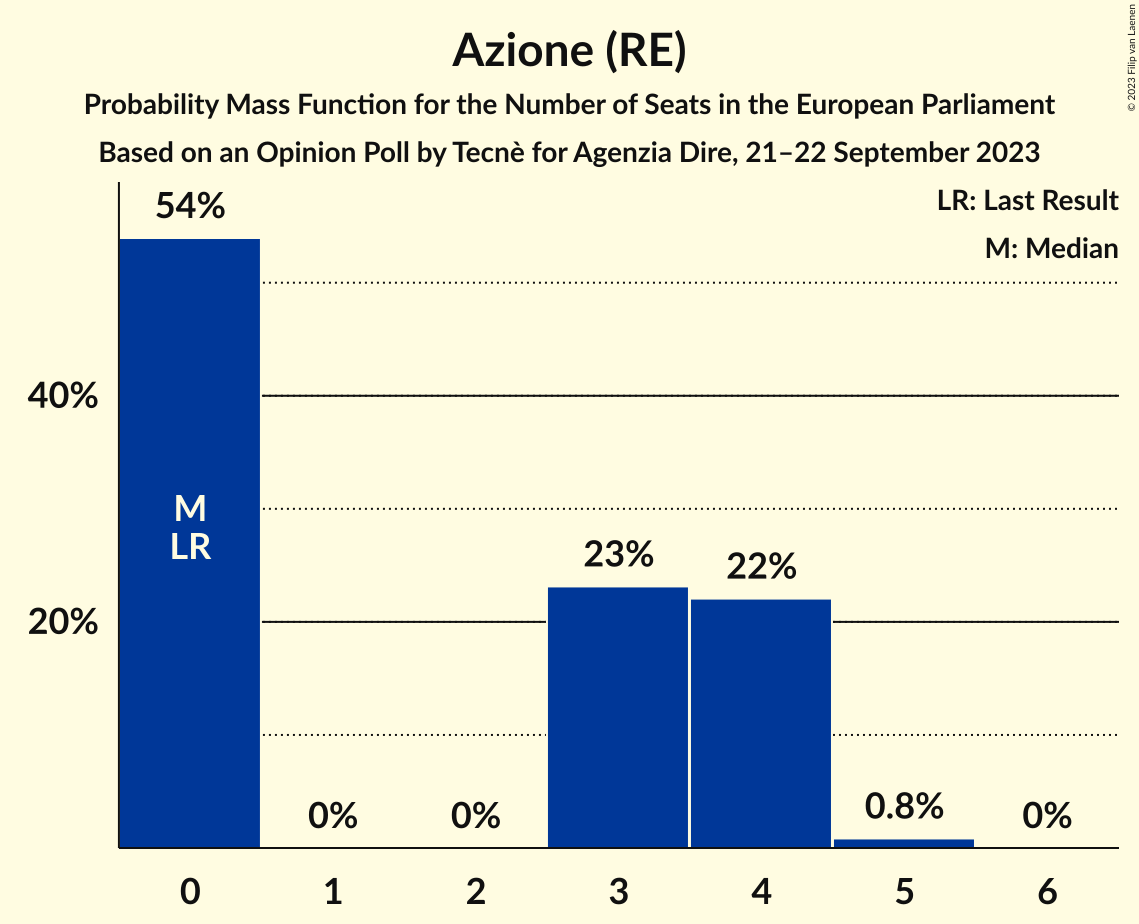 Azione (RE)
Probability Mass Function for the Number of Seats in the European Parliament
Based on an Opinion Poll by Tecnè for Agenzia Dire, 21–22 September 2023
© 2023 Filip van Laenen
LR: Last Result
M: Median
54%
40%
M
LR
23%
22%
20%
0%
0%
0.8%
0%
0 1 2 3 4 5 6